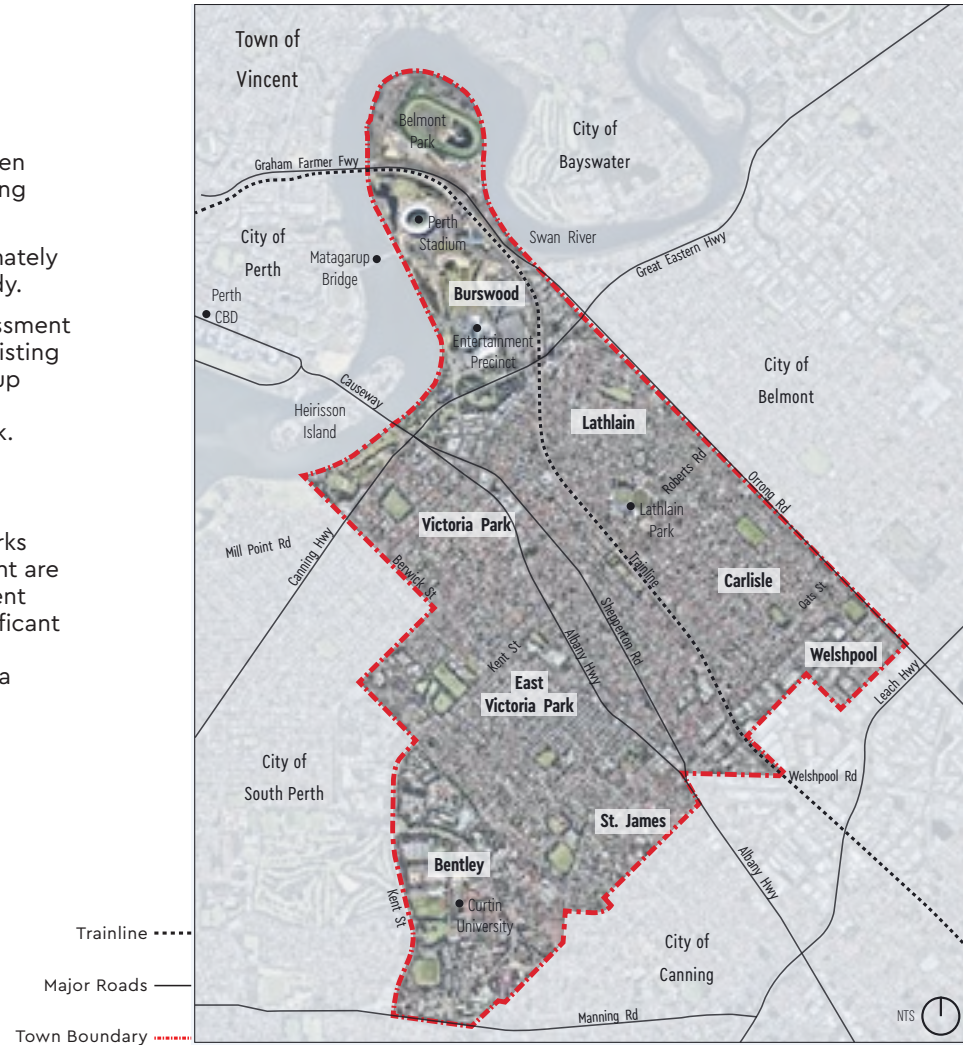 en
ng
nately
dy.
ssment
isting
up
k.
rks
nt are
ent
ificant
a
Town of
Vincent
Belmont
Park
City of
Bayswater
Graham Farmer Fwy
City of
Perth
Perth
Stadium
Swan River
Matagarup
Bridge
Great Eastern Hwy
Burswood
Perth
CBD
Entertainment
Precinct
City of
Belmont
Causeway
Heirisson
Island
Lathlain
Roberts Rd
Orrong Rd
Lathlain
Park
Victoria Park
Mill Point Rd
Canning Hwy
Berwick St
Trainline
Carlisle
Oats St
Shepperton Rd
Albany Hwy
Kent St
Welshpool
Leach Hwy
East
Victoria Park
City of
South Perth
Welshpool Rd
St. James
Bentley
Albany Hwy
Kent St
Curtin
University
City of
Canning
Manning Rd
NTS
Trainline
Major Roads
Town Boundary